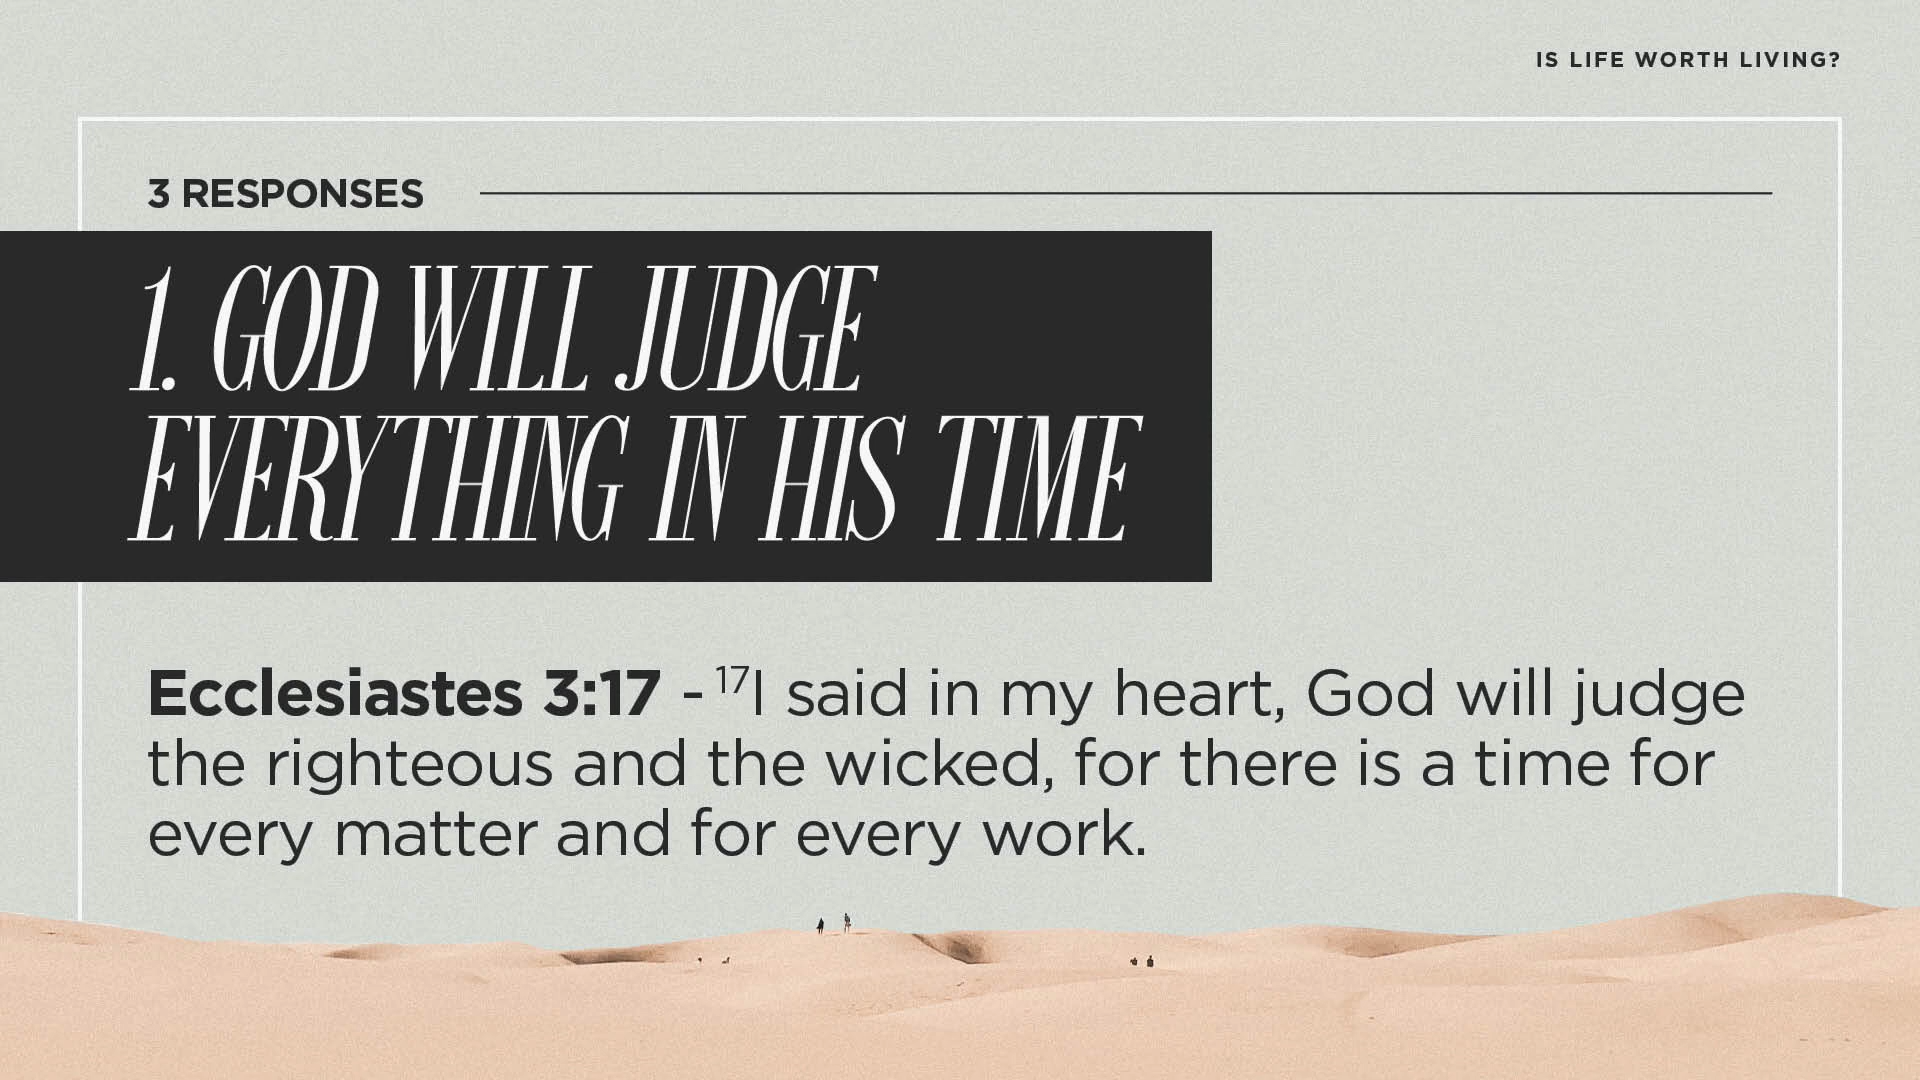 IS LIFE WORTH LIVING?
3 RESPONSES
1. GOD WILL JUDGE
EVERYTHING IN HIS TIME
Ecclesiastes 3:17 - 17I said in my heart, God will judge
the righteous and the wicked, for there is a time for
every matter and for every work.